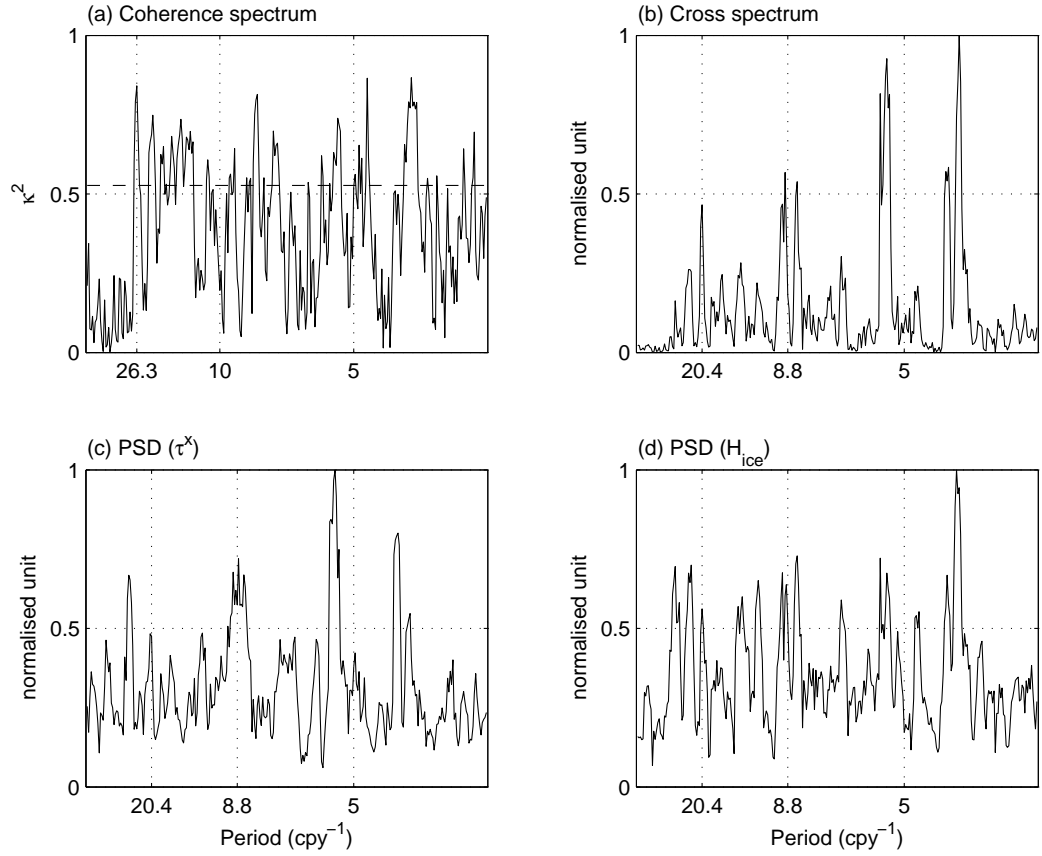 (a) Coherence spectrum
1
0.5
0
κ²
26.3
10
5
(b) Cross spectrum
1
0.5
0
normalised unit
20.4
8.8
5
(c) PSD (τˣ)
1
0.5
0
normalised unit
20.4
8.8
5
Period (cpy⁻¹)
(d) PSD (H_ice)
1
0.5
0
normalised unit
20.4
8.8
5
Period (cpy⁻¹)